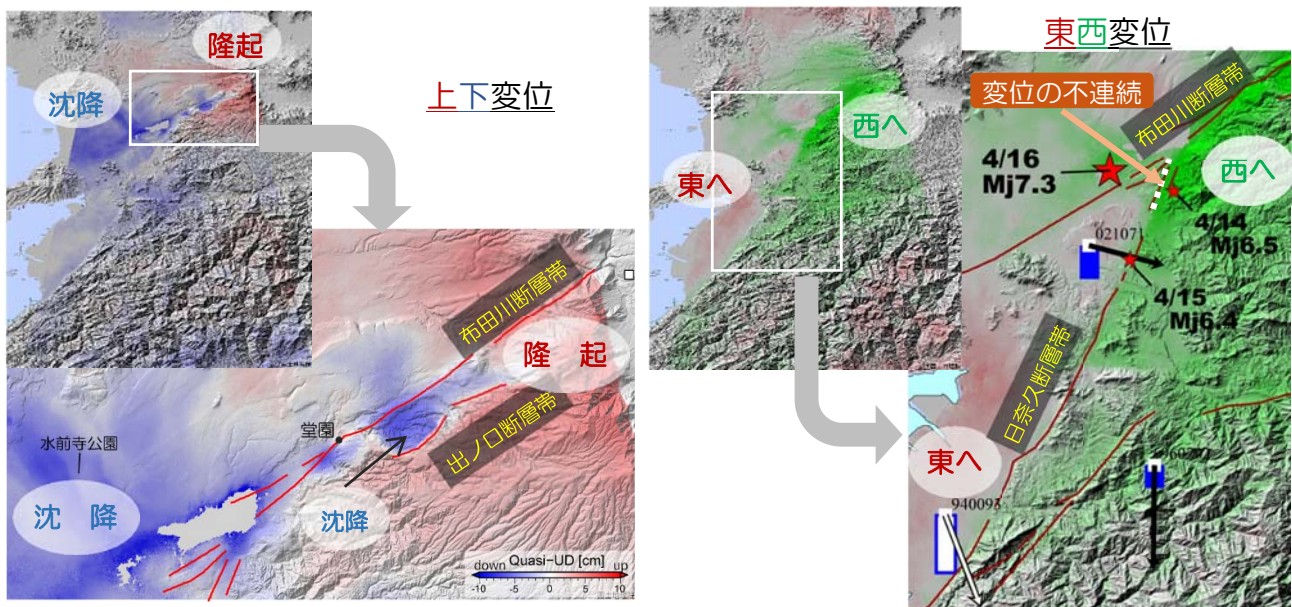 隆起
沈降
上下変位
布田川断層帯
隆 起
出ノ口断層帯
堂園
水前寺公園
沈 降
沈降
down Quasi-UD [cm] up
-10 -5 0 5 10
東西変位
変位の不連続
布田川断層帯
西へ
東へ
4/16
Mj7.3
西へ
4/14
Mj6.5
021071
4/15
Mj6.4
日奈久断層帯
東へ
940093